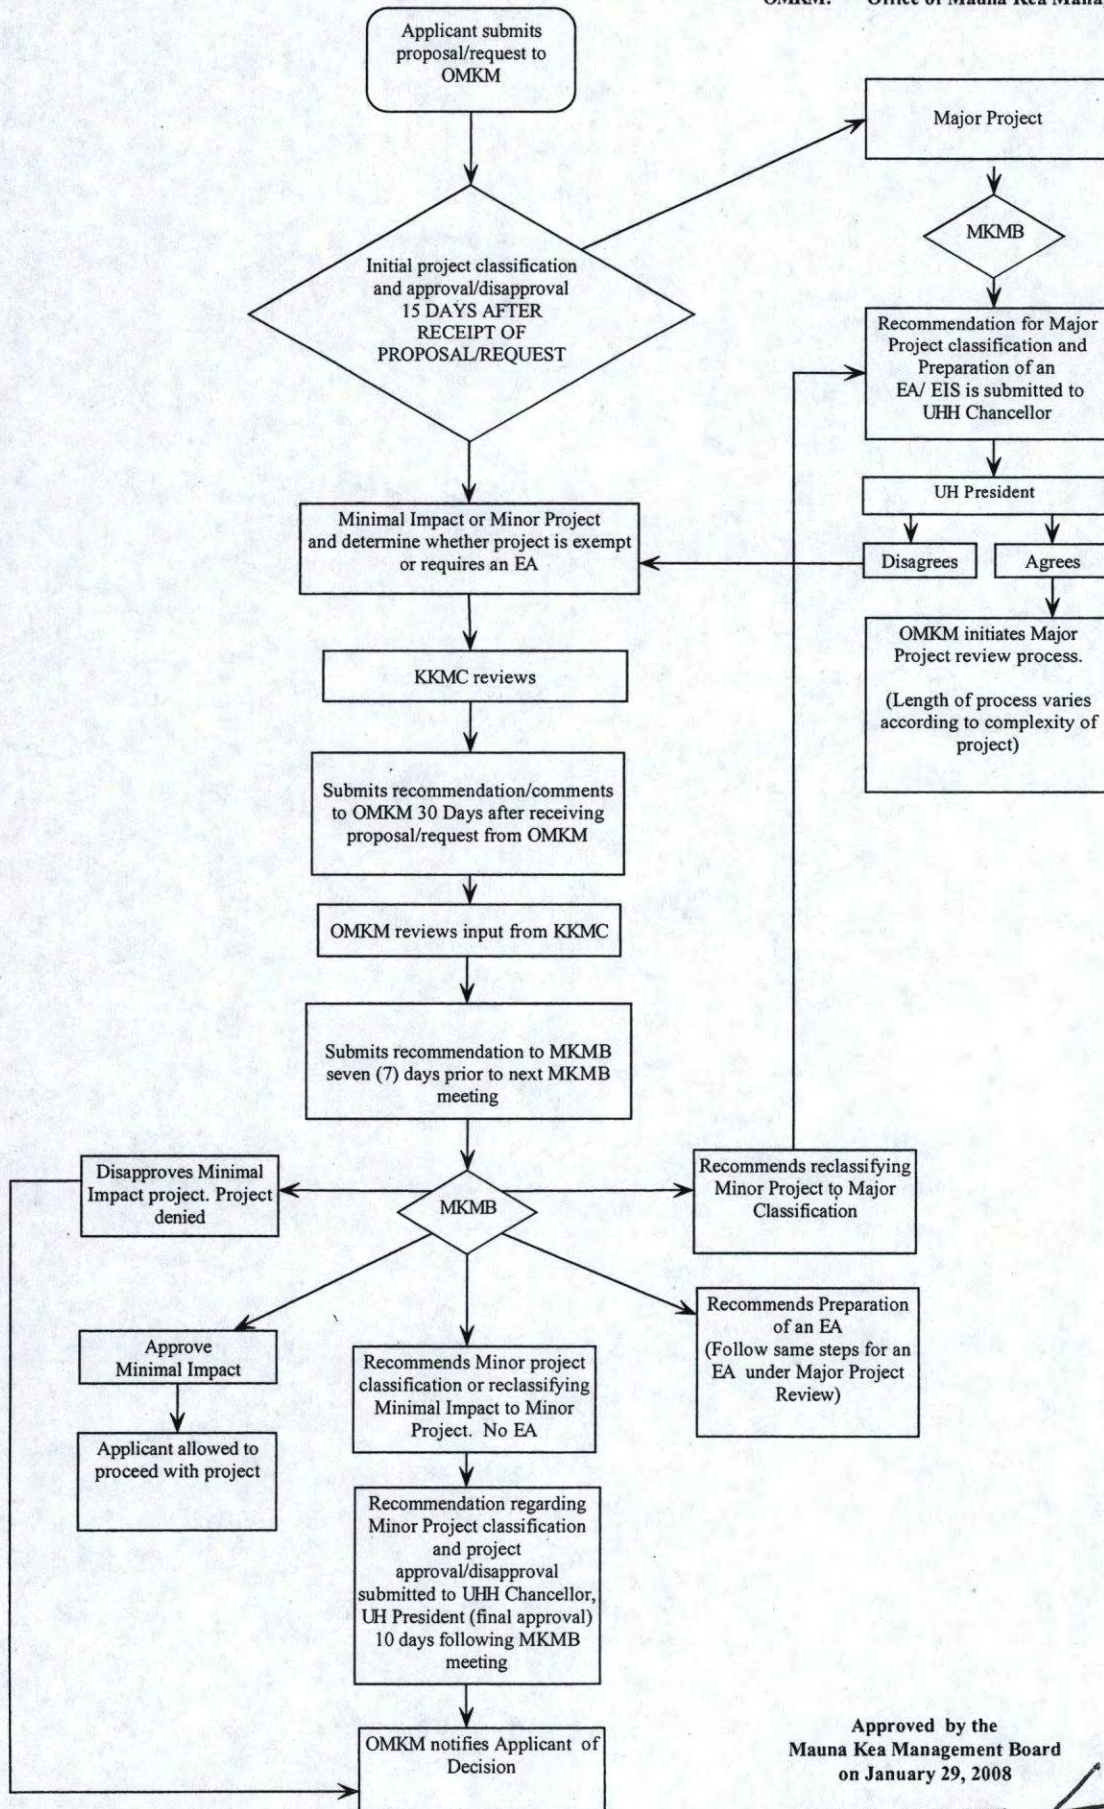 OMKM: Office of Mauna Kea
Applicant submits
proposal/request to
OMKM
Major Project
MKMB
Initial project classification
and approval/disapproval
15 DAYS AFTER
RECEIPT OF
PROPOSAL/REQUEST
Recommendation for Major
Project classification and
Preparation of an
EA/ EIS is submitted to
UHH Chancellor
UH President
Disagrees
Agrees
Minimal Impact or Minor Project
and determine whether project is exempt
or requires an EA
OMKM initiates Major
Project review process.
(Length of process varies
according to complexity of
project)
KKMC reviews
Submits recommendation/comments
to OMKM 30 Days after receiving
proposal/request from OMKM
OMKM reviews input from KKMC
Submits recommendation to MKMB
seven (7) days prior to next MKMB
meeting
Disapproves Minimal
Impact project. Project
denied
MKMB
Recommends reclassifying
Minor Project to Major
Classification
Approve
Minimal Impact
Applicant allowed to
proceed with project
Recommends Minor project
classification or reclassifying
Minimal Impact to Minor
Project. No EA
Recommends Preparation
of an EA
(Follow same steps for an
EA under Major Project
Review)
Recommendation regarding
Minor Project classification
and project
approval/disapproval
submitted to UHH Chancellor,
UH President (final approval)
10 days following MKMB
meeting
OMKM notifies Applicant of
Decision
Approved by the
Mauna Kea Management Board
on January 29, 2008